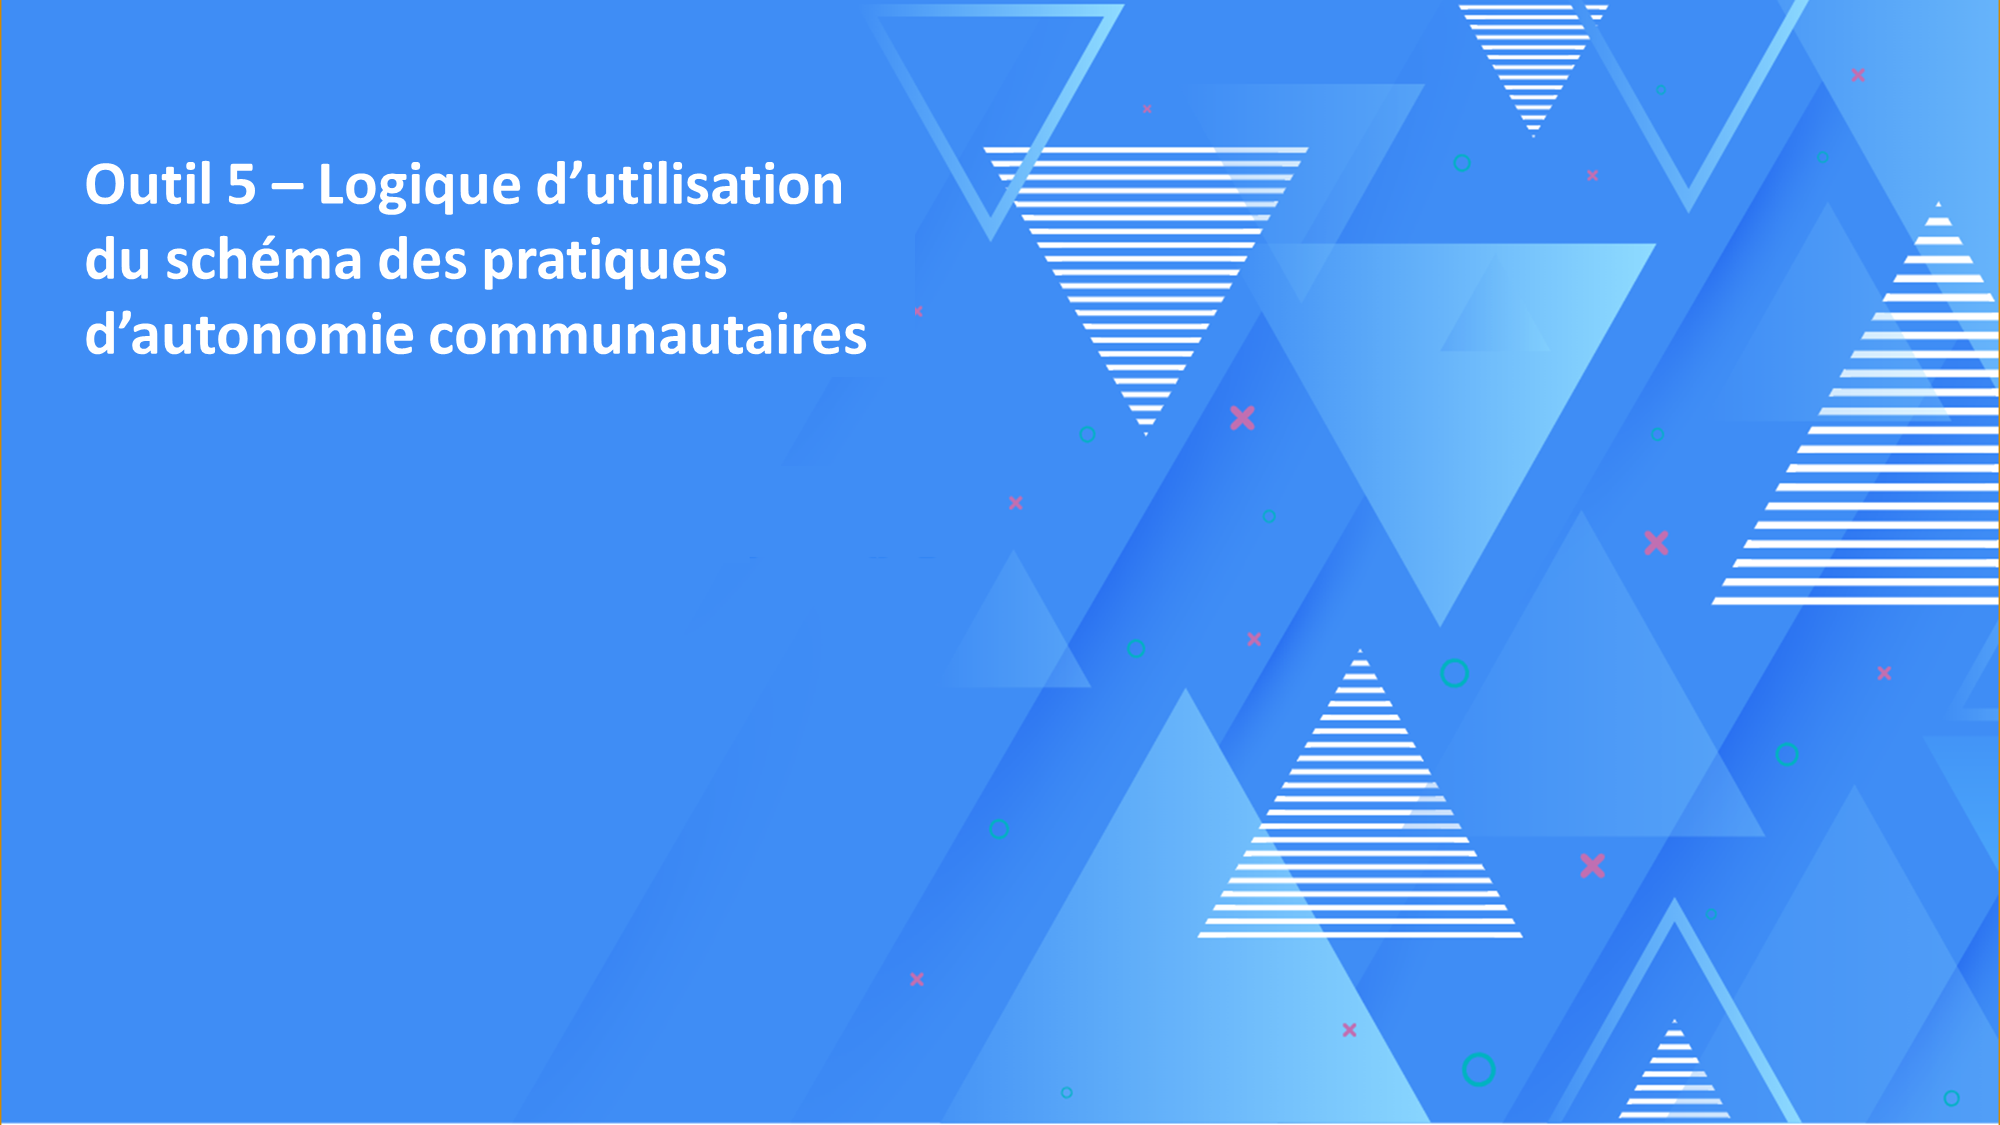 Outil 5 – Logique d’utilisation
du schéma des pratiques
d’autonomie communautaires